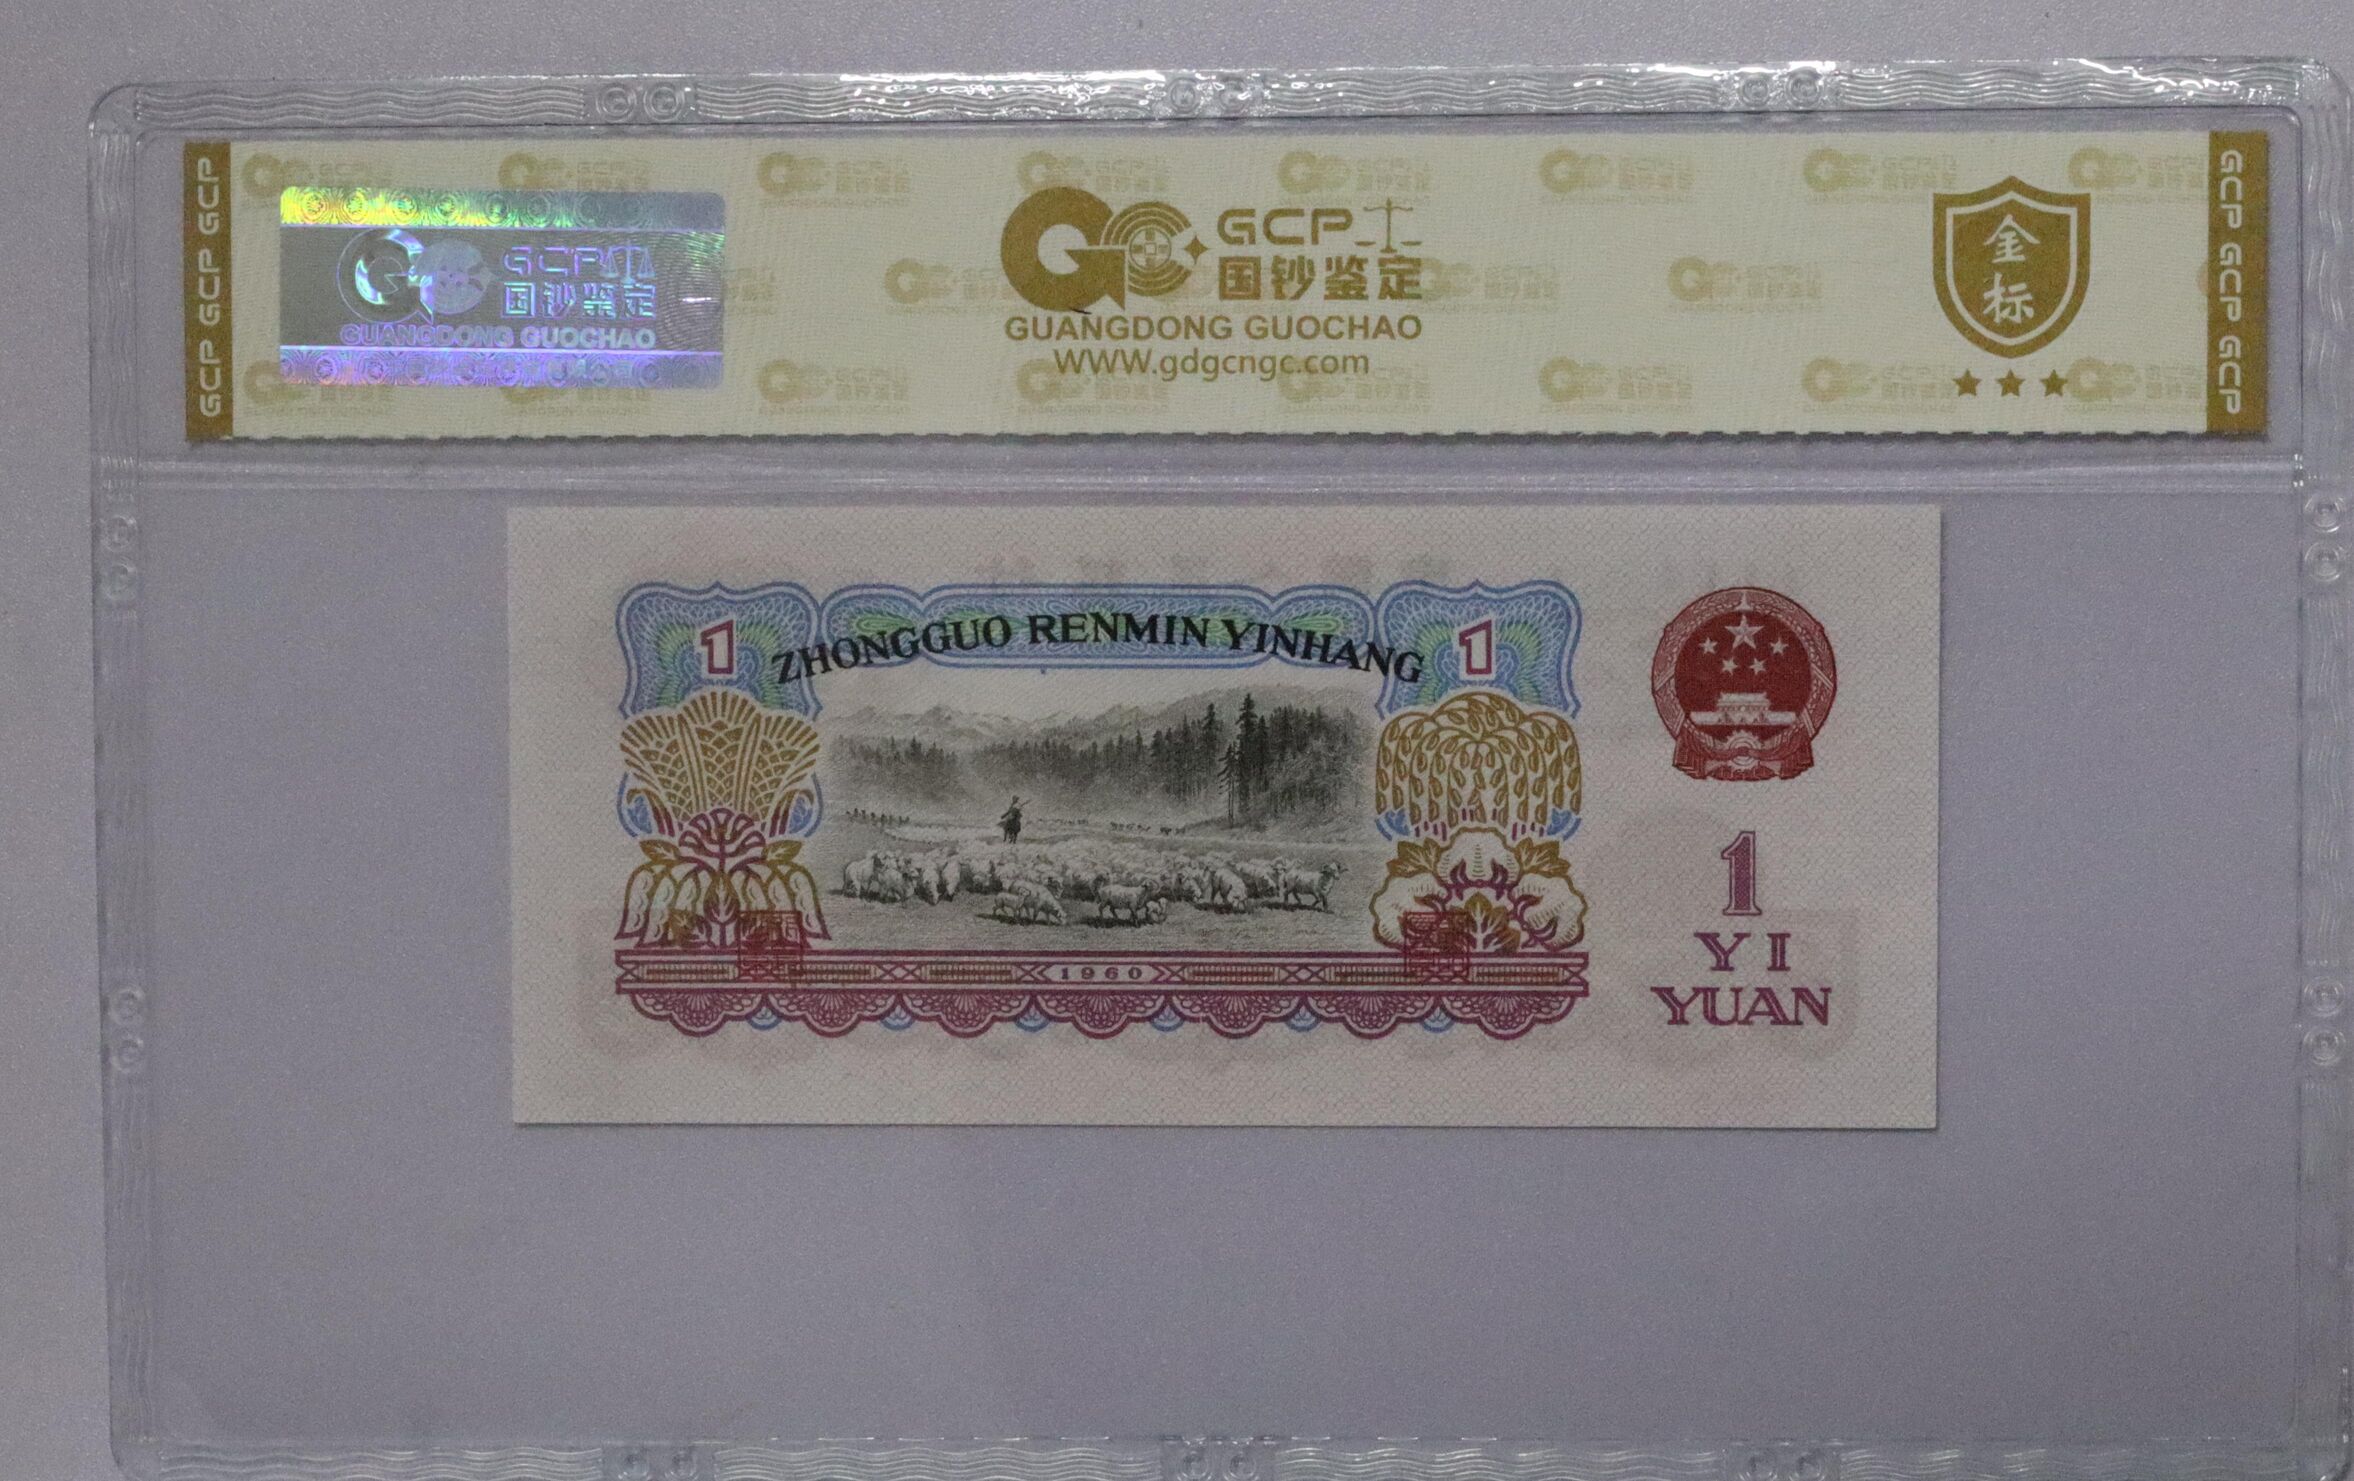 GCP GCP GCP
GCP
国钞鉴定
GUANGDONG GUOCHAO
GCP
国钞鉴定
GUANGDONG GUOCHAO
WWW.gdgcngc.com
金
标
GCP GCP GCP
ZHONGGUO RENMIN YINHANG
1
1
1960
1
YI
YUAN